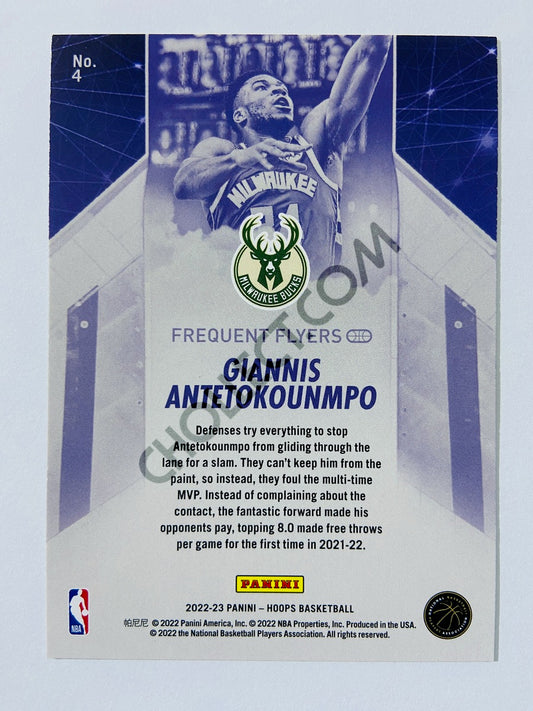 No.
4
MILWAUKEE
MILWAUKEE BUCKS
FREQUENT FLYERS
GIANNIS
ANTETOKOUNMPO
Defenses try everything to stop
Antetokounmpo from gliding through the
lane for a slam. They can't keep him from the
paint, so instead, they foul the multi-time
MVP. Instead of complaining about the
contact, the fantastic forward made his
opponents pay, topping 8.0 made free throws
per game for the first time in 2021-22.
PANINI
2022-23 PANINI – HOOPS BASKETBALL
帕尼尼 © 2022 Panini America, Inc. © 2022 NBA Properties, Inc. Produced in the USA.
© 2022 the National Basketball Players Association. All rights reserved.
NBA
NATIONAL BASKETBALL
ASSOCIATION
CHOLLECT.COM